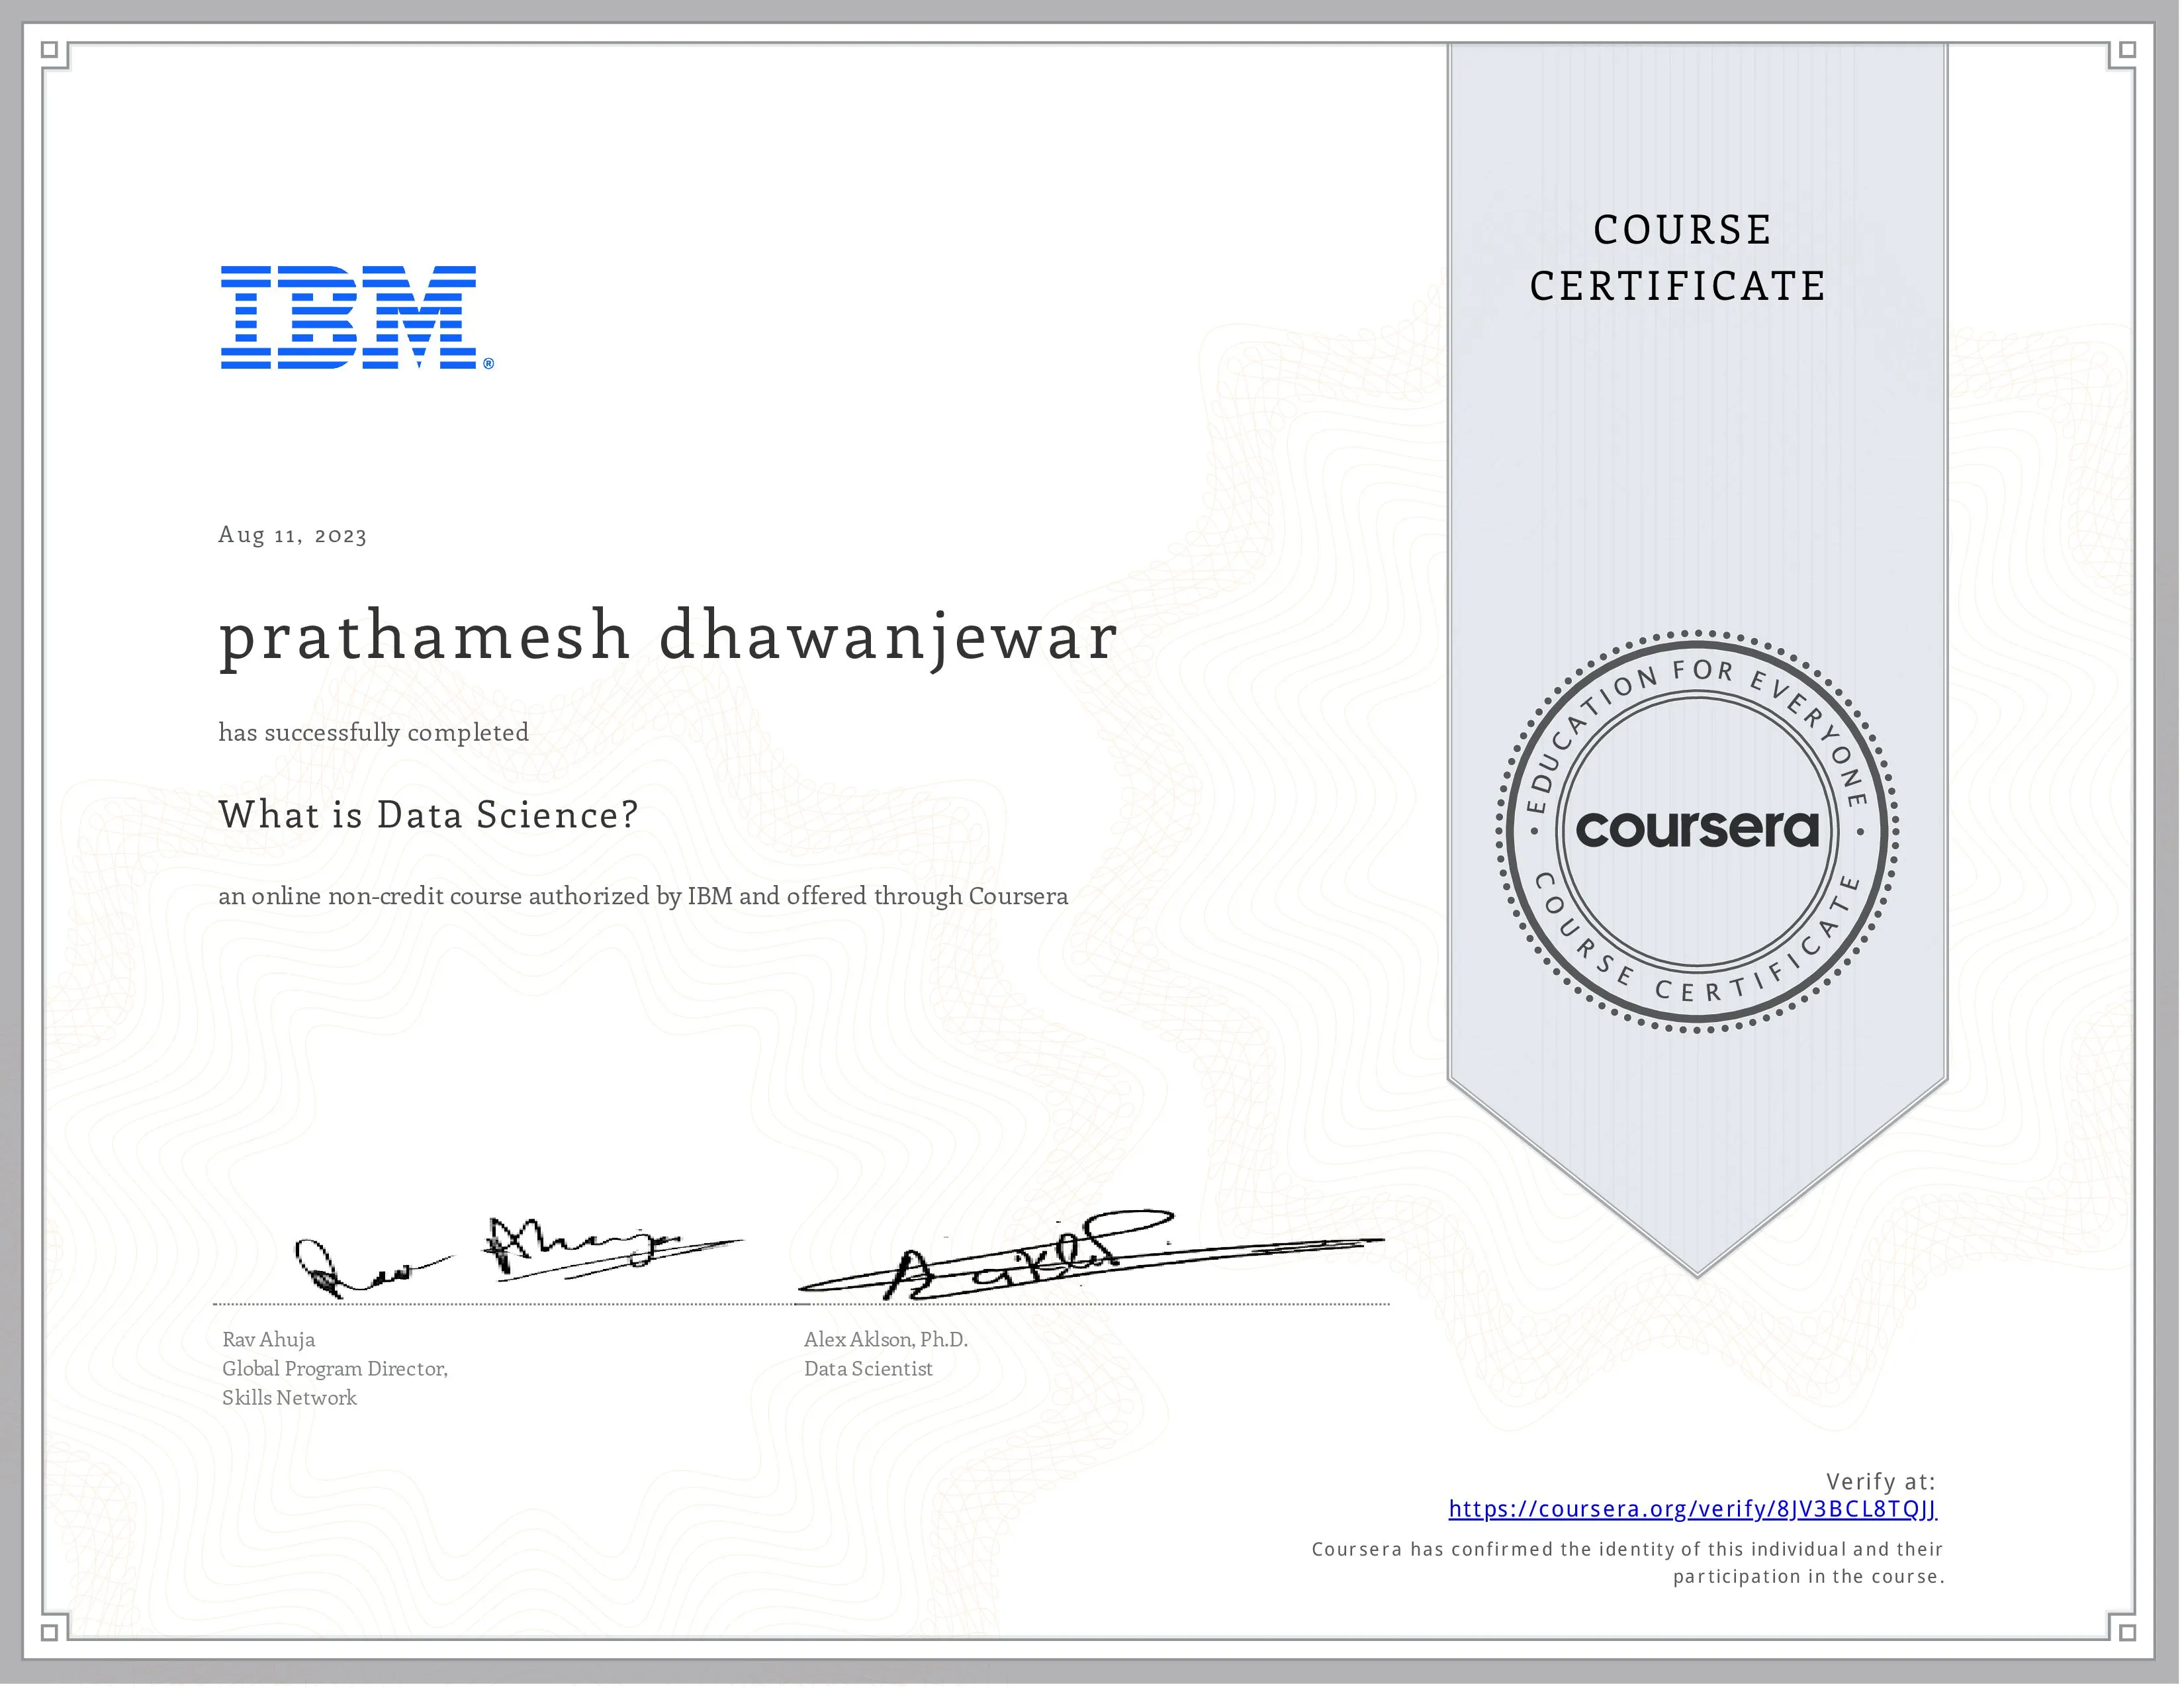 COURSE
CERTIFICATE
IBM®
Aug 11, 2023
prathamesh dhawanjewar
has successfully completed
What is Data Science?
an online non-credit course authorized by IBM and offered through Coursera
EDUCATION FOR EVERYONE
coursera
COURSE CERTIFICATE
Rav Ahuja
Global Program Director,
Skills Network
Alex Aklson, Ph.D.
Data Scientist
Verify at:
https://coursera.org/verify/8JV3BCL8TQJJ
Coursera has confirmed the identity of this individual and their
participation in the course.